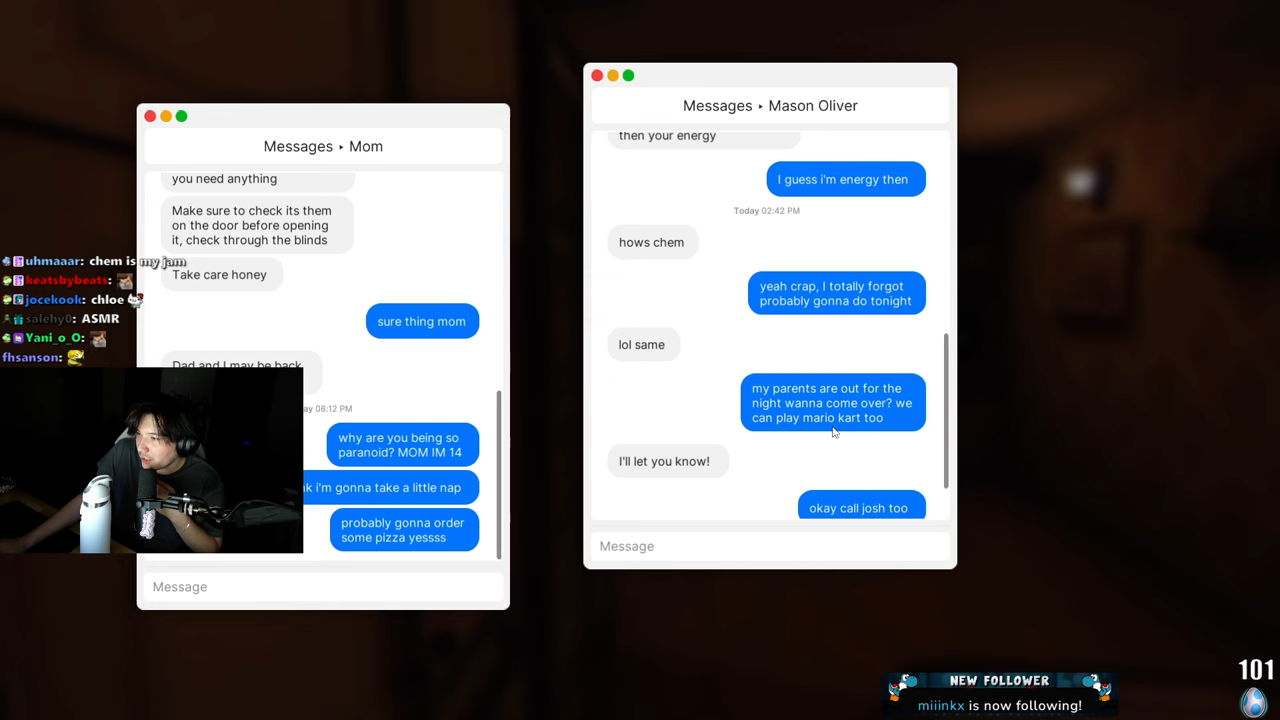 Messages ▸ Mom
you need anything
Make sure to check its them
on the door before opening
it, check through the blinds
Take care honey
sure thing mom
Dad and I may be back
ay 06:12 PM
why are you being so
paranoid? MOM IM 14
nk i'm gonna take a little nap
probably gonna order
some pizza yessss
Message
Messages ▸ Mason Oliver
then your energy
I guess i'm energy then
Today 02:42 PM
hows chem
yeah crap, I totally forgot
probably gonna do tonight
lol same
my parents are out for the
night wanna come over? we
can play mario kart too
I'll let you know!
okay call josh too
Message
uhmaaar: chem is my jam
keatsbybeats:
jocekook: chloe
salehy0: ASMR
Yani_o_O:
fhsanson:
NEW FOLLOWER
miiinkx is now following!
101